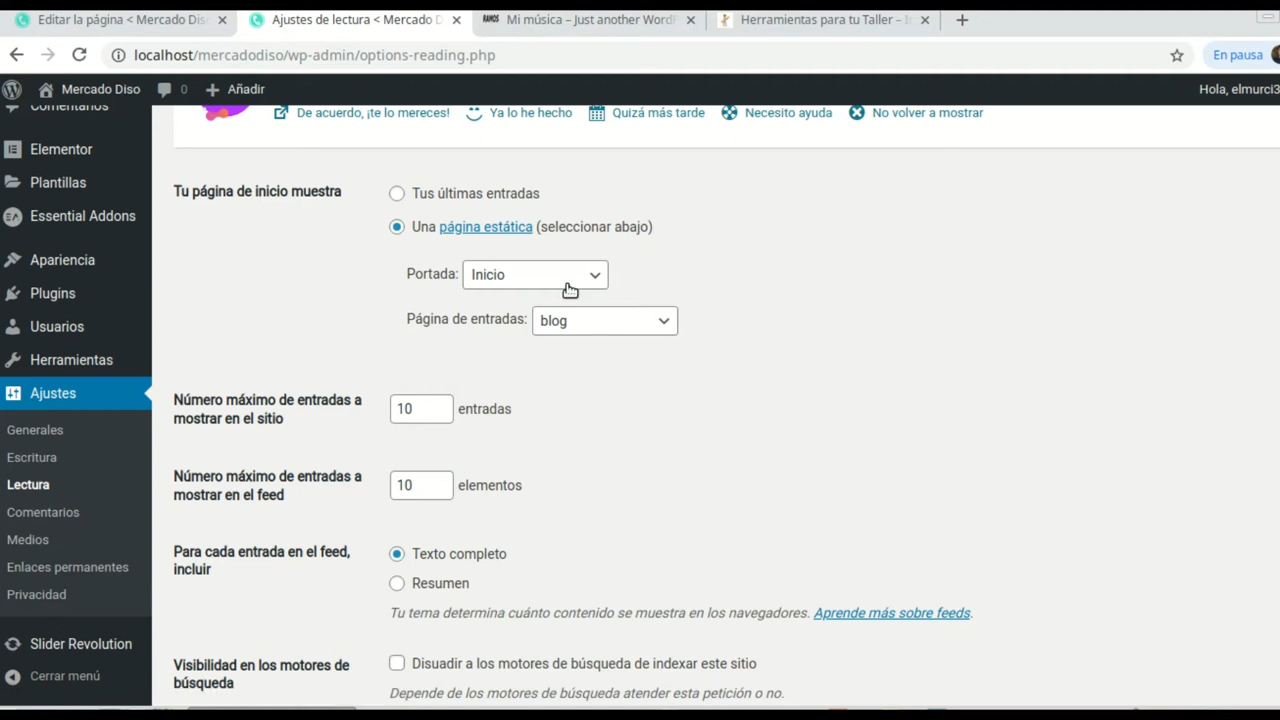 Editar la página < Mercado Dis
Ajustes de lectura < Mercado D
RAMOS Mi música – Just another WordP
Herramientas para tu Taller –
localhost/mercadodiso/wp-admin/options-reading.php
En pausa
Mercado Diso
0
Añadir
Hola, elmurci3
Comentarios
De acuerdo, ¡te lo mereces!
Ya lo he hecho
Quizá más tarde
Necesito ayuda
No volver a mostrar
Elementor
Plantillas
Essential Addons
Apariencia
Plugins
Usuarios
Herramientas
Ajustes
Generales
Escritura
Lectura
Comentarios
Medios
Enlaces permanentes
Privacidad
Slider Revolution
Cerrar menú
Tu página de inicio muestra
Tus últimas entradas
Una página estática (seleccionar abajo)
Portada: Inicio
Página de entradas: blog
Número máximo de entradas a
mostrar en el sitio
10 entradas
Número máximo de entradas a
mostrar en el feed
10 elementos
Para cada entrada en el feed,
incluir
Texto completo
Resumen
Tu tema determina cuánto contenido se muestra en los navegadores. Aprende más sobre feeds.
Visibilidad en los motores de
búsqueda
Disuadir a los motores de búsqueda de indexar este sitio
Depende de los motores de búsqueda atender esta petición o no.